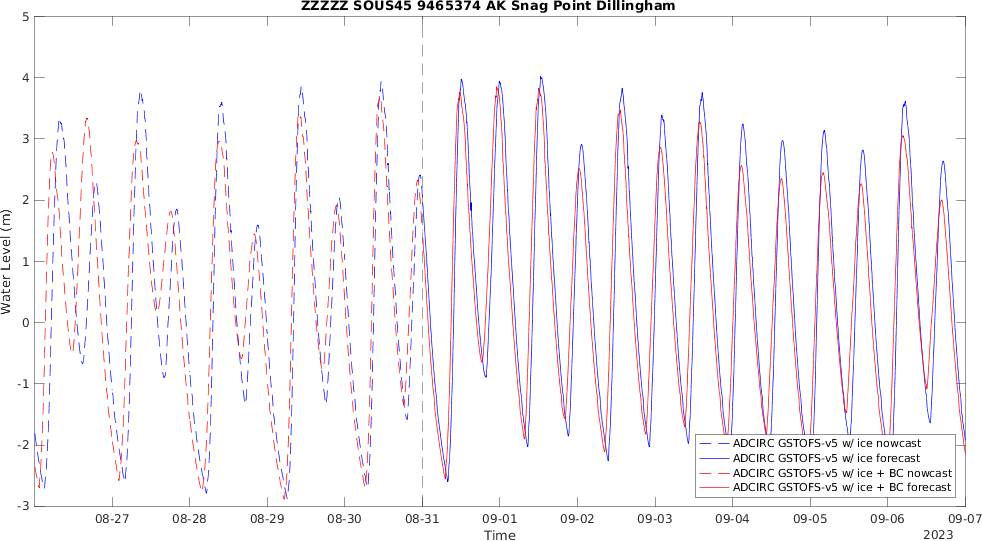 ZZZZZ SOUS45 9465374 AK Snag Point Dillingham
5
4
3
2
1
0
-1
-2
-3
Water Level (m)
ADCIRC GSTOFS-v5 w/ ice nowcast
ADCIRC GSTOFS-v5 w/ ice forecast
ADCIRC GSTOFS-v5 w/ ice + BC nowcast
ADCIRC GSTOFS-v5 w/ ice + BC forecast
08-27 08-28 08-29 08-30 08-31 09-01 09-02 09-03 09-04 09-05 09-06 09-07
Time
2023